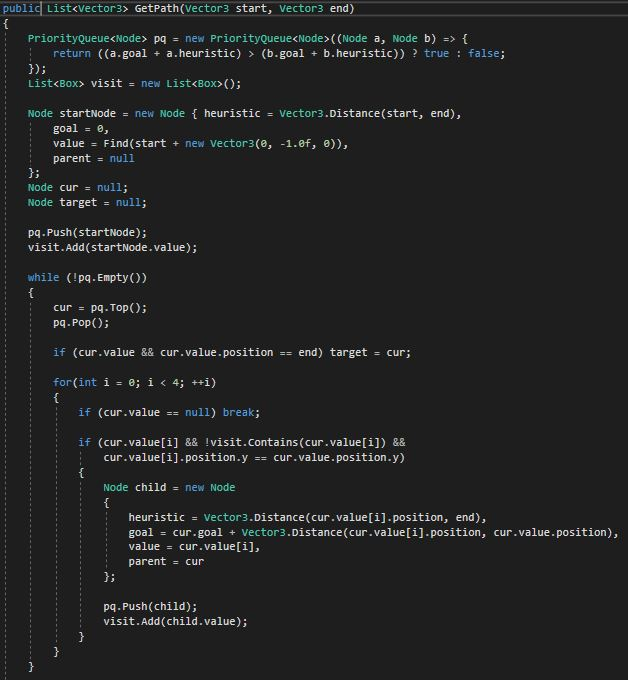 public List<Vector3> GetPath(Vector3 start, Vector3 end)
{
PriorityQueue<Node> pq = new PriorityQueue<Node>((Node a, Node b) => {
return ((a.goal + a.heuristic) > (b.goal + b.heuristic)) ? true : false;
});
List<Box> visit = new List<Box>();
Node startNode = new Node { heuristic = Vector3.Distance(start, end),
goal = 0,
value = Find(start + new Vector3(0, -1.0f, 0)),
parent = null
};
Node cur = null;
Node target = null;
pq.Push(startNode);
visit.Add(startNode.value);
while (!pq.Empty())
{
cur = pq.Top();
pq.Pop();
if (cur.value && cur.value.position == end) target = cur;
for(int i = 0; i < 4; ++i)
{
if (cur.value == null) break;
if (cur.value[i] && !visit.Contains(cur.value[i]) &&
cur.value[i].position.y == cur.value.position.y)
{
Node child = new Node
{
heuristic = Vector3.Distance(cur.value[i].position, end),
goal = cur.goal + Vector3.Distance(cur.value[i].position, cur.value.position),
value = cur.value[i],
parent = cur
};
pq.Push(child);
visit.Add(child.value);
}
}
}